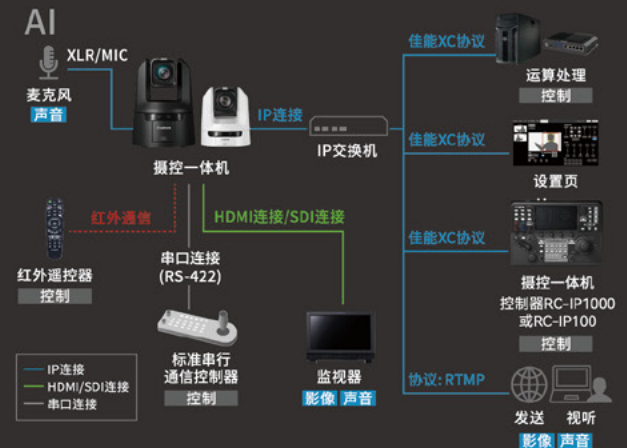 AI
XLR/MIC
麦克风
声音
摄控一体机
IP连接
IP交换机
佳能XC协议
运算处理
控制
佳能XC协议
设置页
佳能XC协议
摄控一体机
控制器RC-IP1000
或RC-IP100
控制
协议: RTMP
发送
视听
影像 声音
红外通信
红外遥控器
控制
串口连接
(RS-422)
标准串行
通信控制器
控制
HDMI连接/SDI连接
监视器
影像 声音
IP连接
HDMI/SDI连接
串口连接